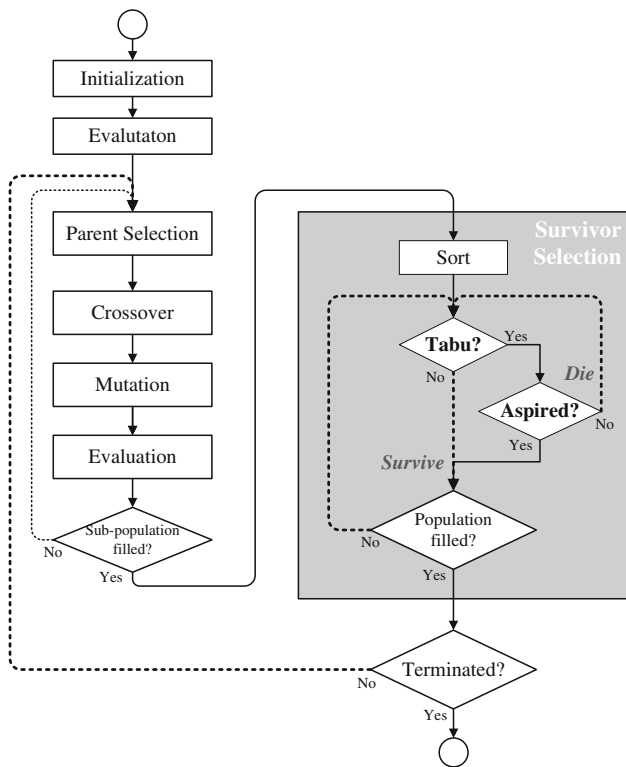 Initialization
Evalutaton
Parent Selection
Crossover
Mutation
Evaluation
Sub-population
filled?
No
Yes
Survivor
Selection
Sort
Tabu?
Yes
No
Die
Aspired?
No
Yes
Survive
Population
filled?
No
Yes
Terminated?
No
Yes